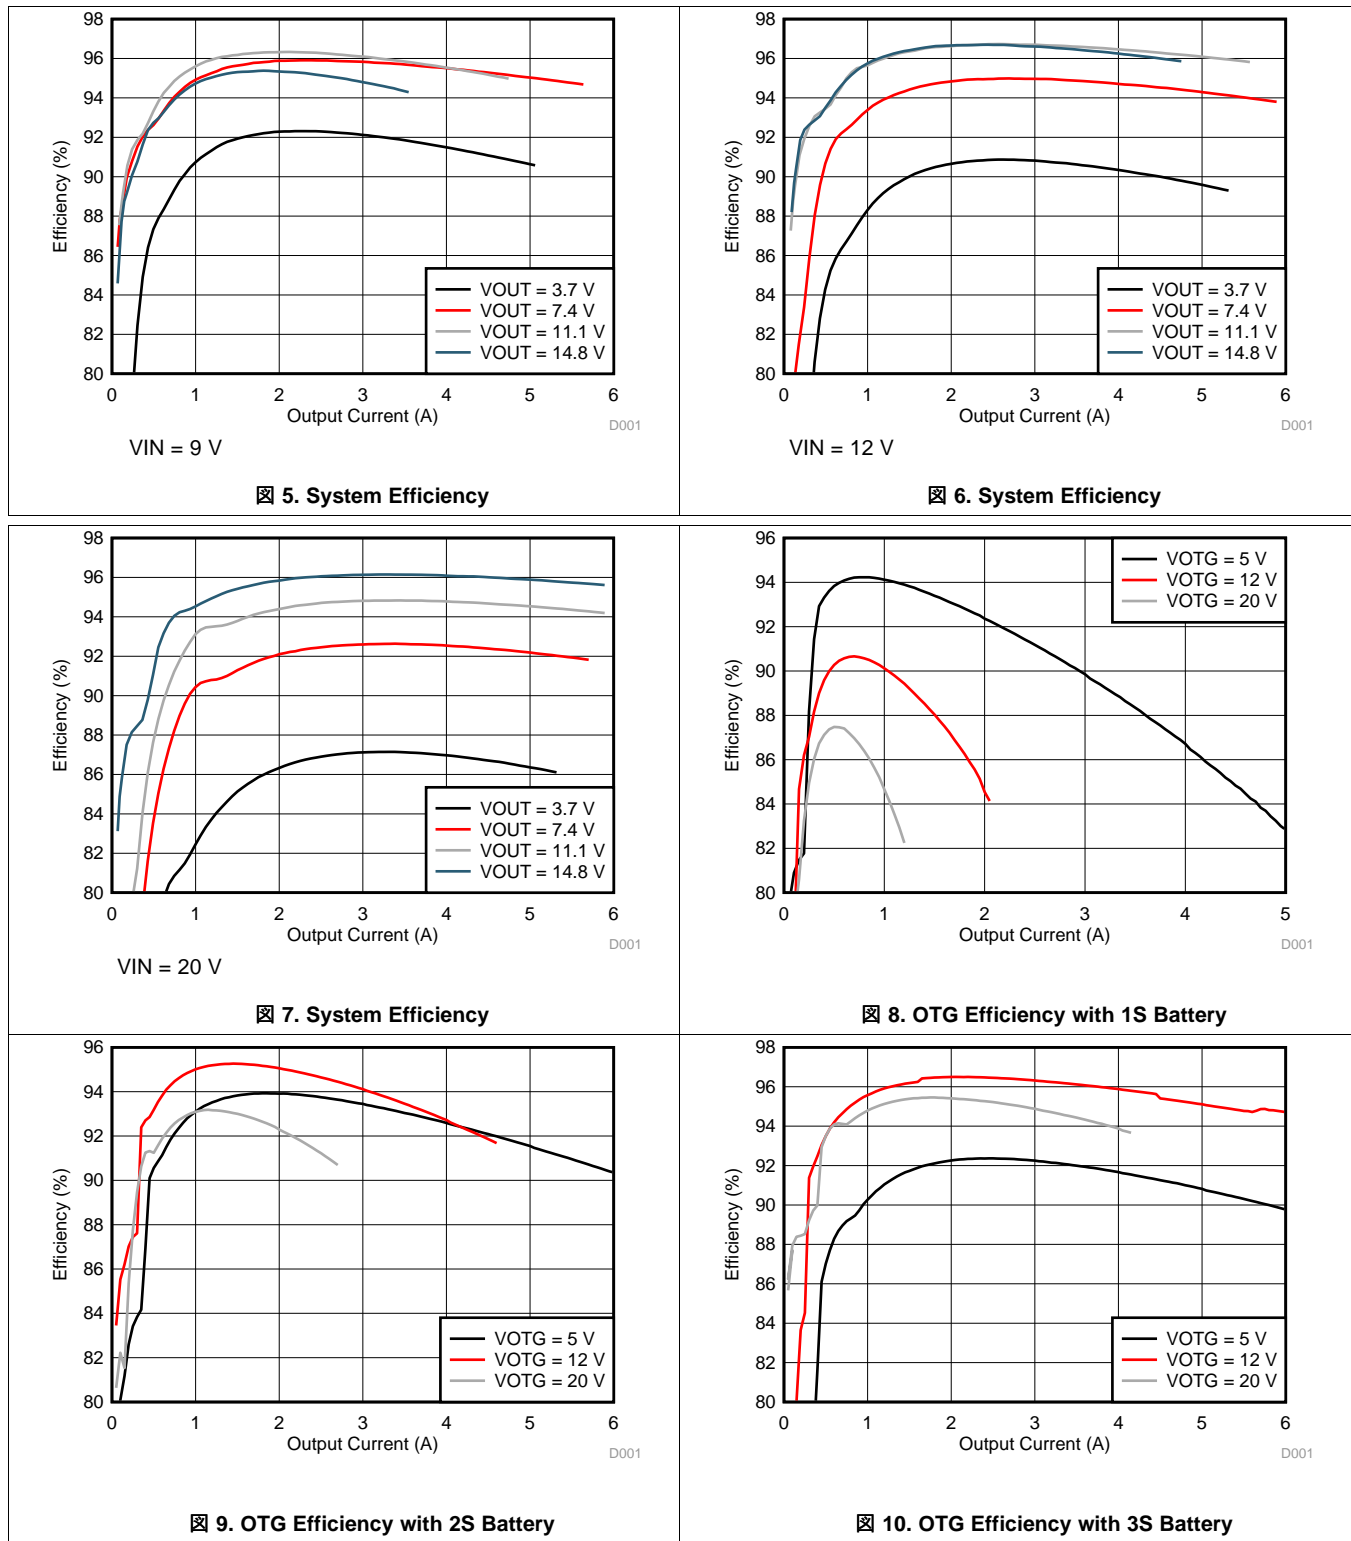 98
96
94
92
90
88
86
84
82
80
Efficiency (%)
VOUT = 3.7 V
VOUT = 7.4 V
VOUT = 11.1 V
VOUT = 14.8 V
0 1 2 3 4 5 6
Output Current (A)
D001
VIN = 9 V
図 5. System Efficiency
98
96
94
92
90
88
86
84
82
80
Efficiency (%)
VOUT = 3.7 V
VOUT = 7.4 V
VOUT = 11.1 V
VOUT = 14.8 V
0 1 2 3 4 5 6
Output Current (A)
D001
VIN = 12 V
図 6. System Efficiency
98
96
94
92
90
88
86
84
82
80
Efficiency (%)
VOUT = 3.7 V
VOUT = 7.4 V
VOUT = 11.1 V
VOUT = 14.8 V
0 1 2 3 4 5 6
Output Current (A)
D001
VIN = 20 V
図 7. System Efficiency
96
94
92
90
88
86
84
82
80
Efficiency (%)
VOTG = 5 V
VOTG = 12 V
VOTG = 20 V
0 1 2 3 4 5
Output Current (A)
D001
図 8. OTG Efficiency with 1S Battery
96
94
92
90
88
86
84
82
80
Efficiency (%)
VOTG = 5 V
VOTG = 12 V
VOTG = 20 V
0 1 2 3 4 5 6
Output Current (A)
D001
図 9. OTG Efficiency with 2S Battery
98
96
94
92
90
88
86
84
82
80
Efficiency (%)
VOTG = 5 V
VOTG = 12 V
VOTG = 20 V
0 1 2 3 4 5 6
Output Current (A)
D001
図 10. OTG Efficiency with 3S Battery